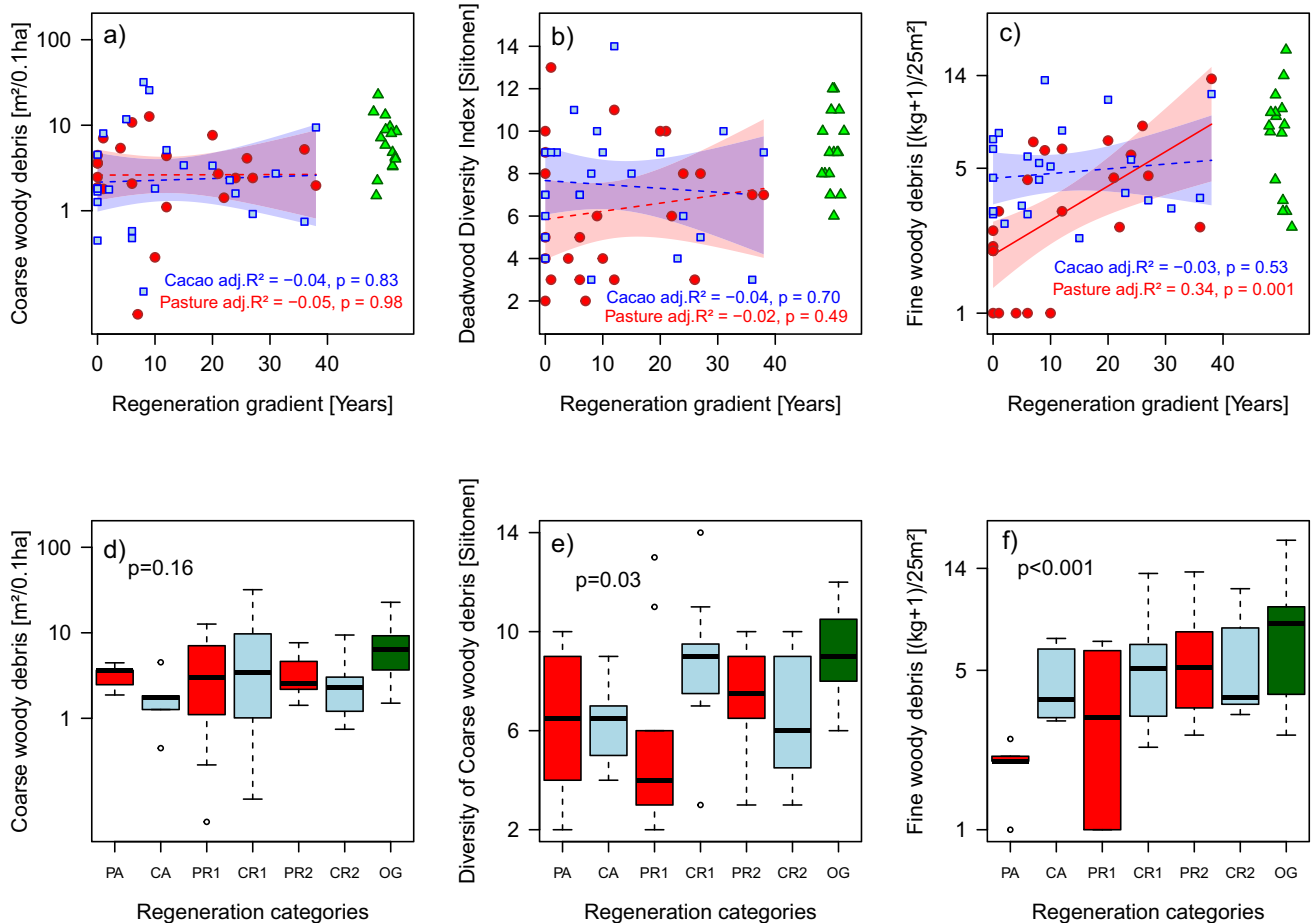 a)
Coarse woody debris [m²/0.1ha]
100
10
1
Cacao adj.R² = −0.04, p = 0.83
Pasture adj.R² = −0.05, p = 0.98
0 10 20 30 40 50
Regeneration gradient [Years]
b)
Deadwood Diversity Index [Siitonen]
14
12
10
8
6
4
2
Cacao adj.R² = −0.04, p = 0.70
Pasture adj.R² = −0.02, p = 0.49
0 10 20 30 40 50
Regeneration gradient [Years]
c)
Fine woody debris [(kg+1)/25m²]
14
5
1
Cacao adj.R² = −0.03, p = 0.53
Pasture adj.R² = 0.34, p = 0.001
0 10 20 30 40 50
Regeneration gradient [Years]
d)
p=0.16
Coarse woody debris [m²/0.1ha]
100
10
1
PA CA PR1 CR1 PR2 CR2 OG
Regeneration categories
e)
p=0.03
Diversity of Coarse woody debris [Siitonen]
14
10
6
2
PA CA PR1 CR1 PR2 CR2 OG
Regeneration categories
f)
p<0.001
Fine woody debris [(kg+1)/25m²]
14
5
1
PA CA PR1 CR1 PR2 CR2 OG
Regeneration categories